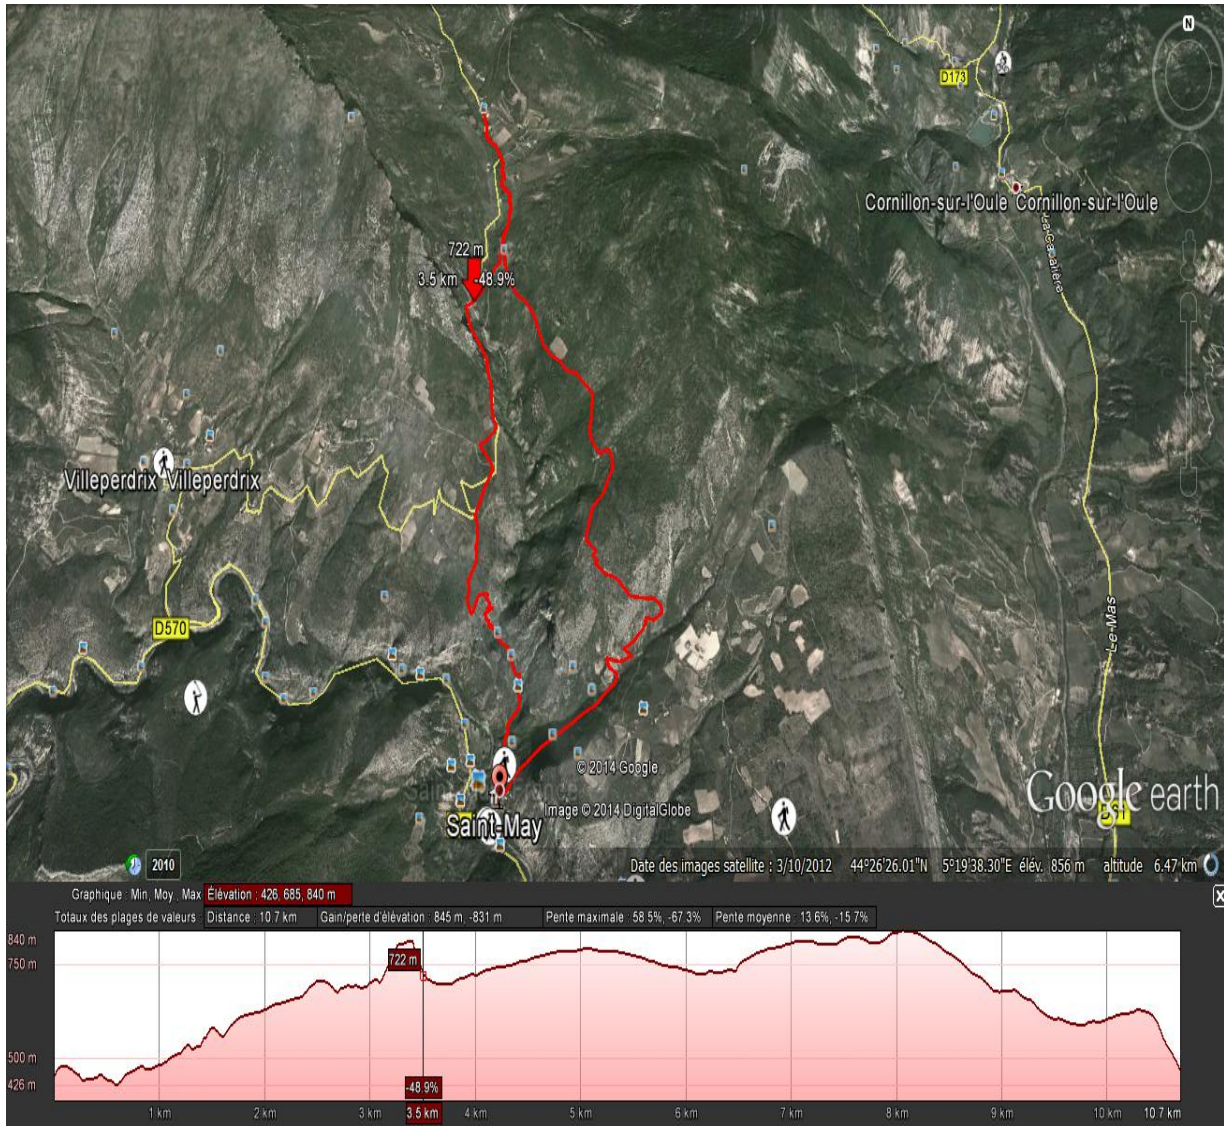 N
D173
Cornillon-sur-l'Oule Cornillon-sur-l'Oule
La Cavalière
722 m
3.5 km -48.9%
Villeperdrix Villeperdrix
D570
Le-Mas
© 2014 Google
Google earth
Image © 2014 DigitalGlobe
Saint-May
2010
Date des images satellite : 3/10/2012 44°26'26.01"N 5°19'38.30"E élév. 856 m altitude 6.47 km
Graphique : Min, Moy , Max Élévation : 426, 685, 840 m
Totaux des plages de valeurs : Distance : 10.7 km Gain/perte d'élévation : 845 m, -831 m Pente maximale : 58.5%, -67.3% Pente moyenne : 13.6%, -15.7%
840 m
750 m
722 m
500 m
426 m
-48.9%
1 km 2 km 3 km 3.5 km 4 km 5 km 6 km 7 km 8 km 9 km 10 km 10.7 km